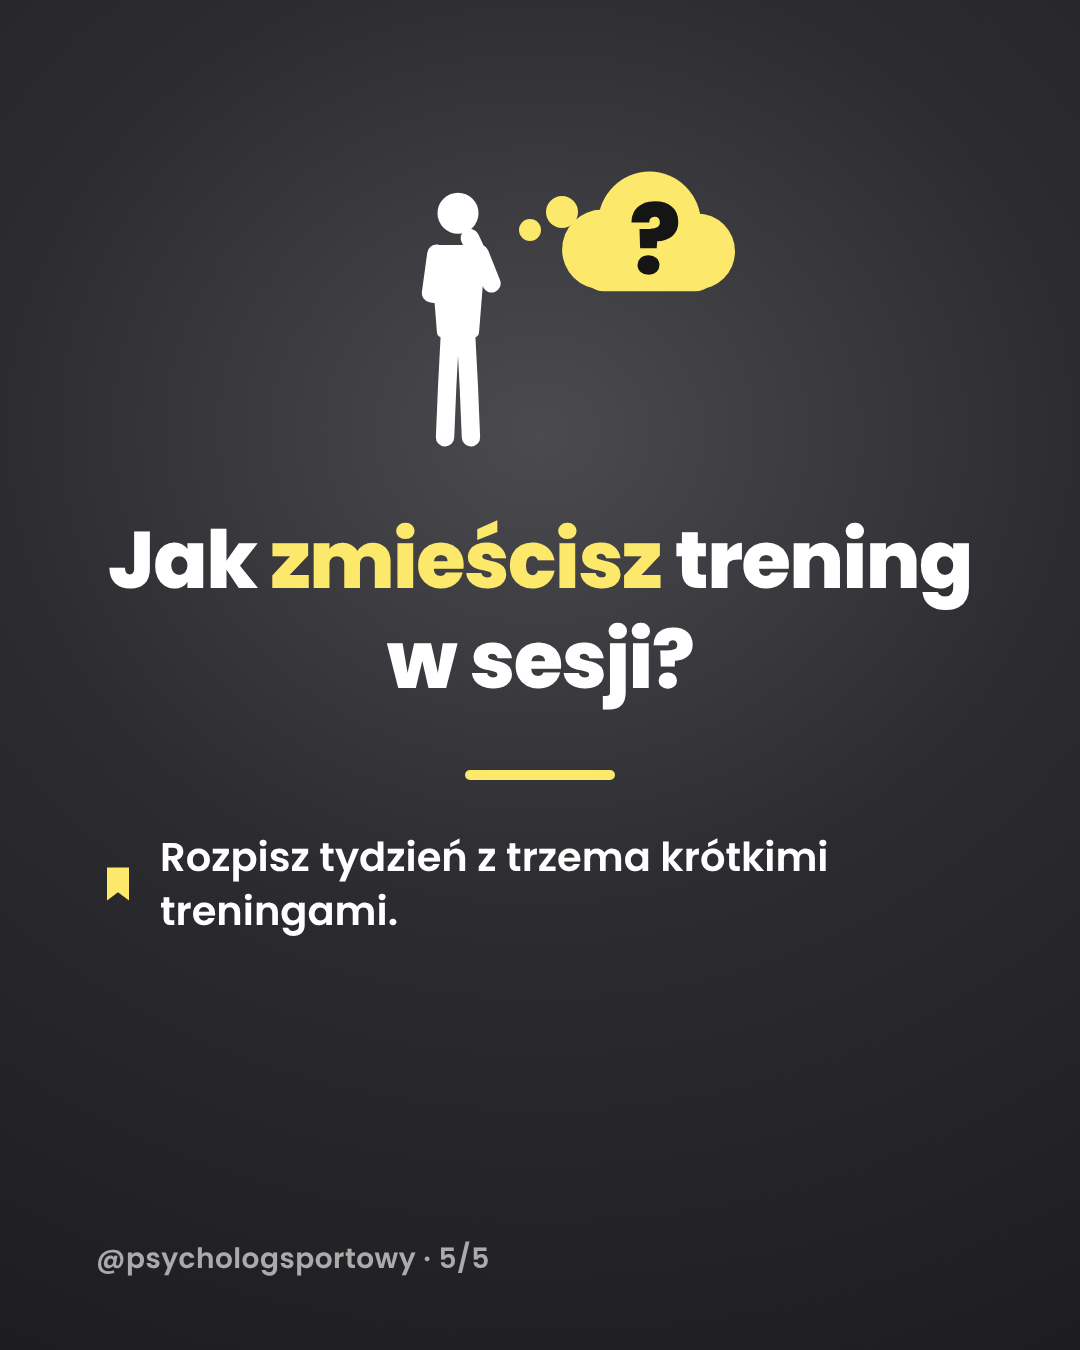 ?
Jak zmieścisz trening
w sesji?
Rozpisz tydzień z trzema krótkimi
treningami.
@psychologsportowy · 5/5